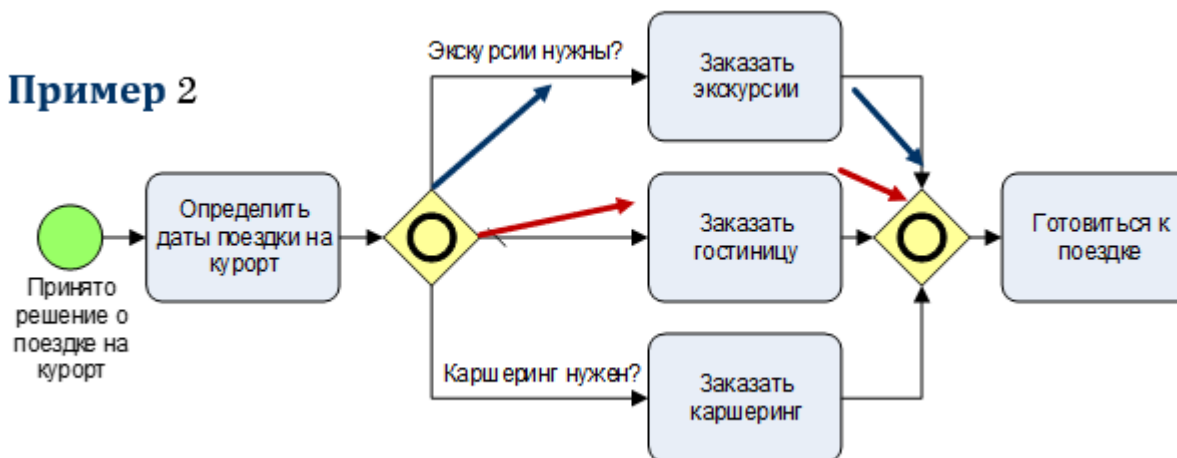 Экскурсии нужны?
Заказать
экскурсии
Пример 2
Определить
даты поездки на
курорт
Заказать
гостиницу
Готовиться к
поездке
Принято
решение о
поездке на
курорт
Каршеринг нужен?
Заказать
каршеринг